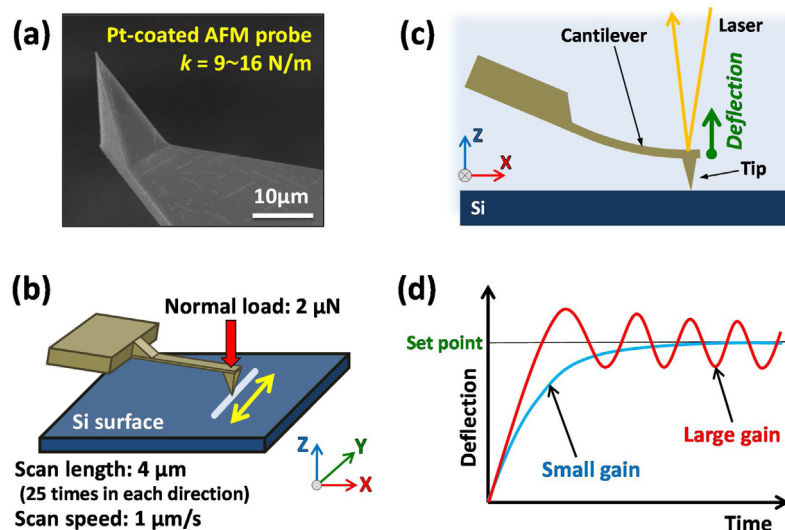 (a)
Pt-coated AFM probe
k = 9~16 N/m
10μm
(b)
Normal load: 2 μN
Si surface
Z
Y
X
Scan length: 4 μm
(25 times in each direction)
Scan speed: 1 μm/s
(c)
Cantilever
Laser
Deflection
Z
X
Tip
Si
(d)
Set point
Deflection
Large gain
Small gain
Time